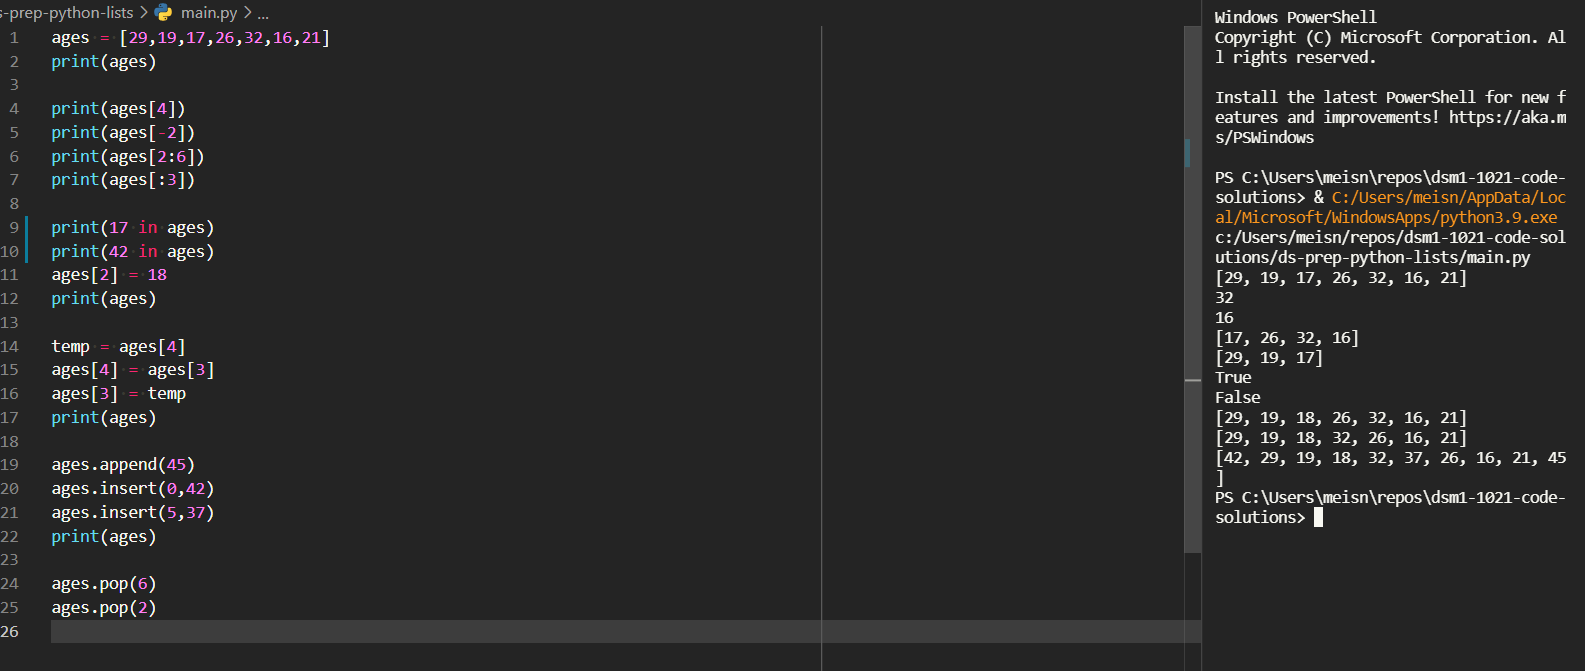 s-prep-python-lists > main.py > ...
1 ages = [29,19,17,26,32,16,21]
2 print(ages)
3
4 print(ages[4])
5 print(ages[-2])
6 print(ages[2:6])
7 print(ages[:3])
8
9 print(17 in ages)
10 print(42 in ages)
11 ages[2] = 18
12 print(ages)
13
14 temp = ages[4]
15 ages[4] = ages[3]
16 ages[3] = temp
17 print(ages)
18
19 ages.append(45)
20 ages.insert(0,42)
21 ages.insert(5,37)
22 print(ages)
23
24 ages.pop(6)
25 ages.pop(2)
26
Windows PowerShell
Copyright (C) Microsoft Corporation. Al
l rights reserved.
Install the latest PowerShell for new f
eatures and improvements! https://aka.m
s/PSWindows
PS C:\Users\meisn\repos\dsm1-1021-code-
solutions> & C:/Users/meisn/AppData/Loc
al/Microsoft/WindowsApps/python3.9.exe
c:/Users/meisn/repos/dsm1-1021-code-sol
utions/ds-prep-python-lists/main.py
[29, 19, 17, 26, 32, 16, 21]
32
16
[17, 26, 32, 16]
[29, 19, 17]
True
False
[29, 19, 18, 26, 32, 16, 21]
[29, 19, 18, 32, 26, 16, 21]
[42, 29, 19, 18, 32, 37, 26, 16, 21, 45
]
PS C:\Users\meisn\repos\dsm1-1021-code-
solutions>